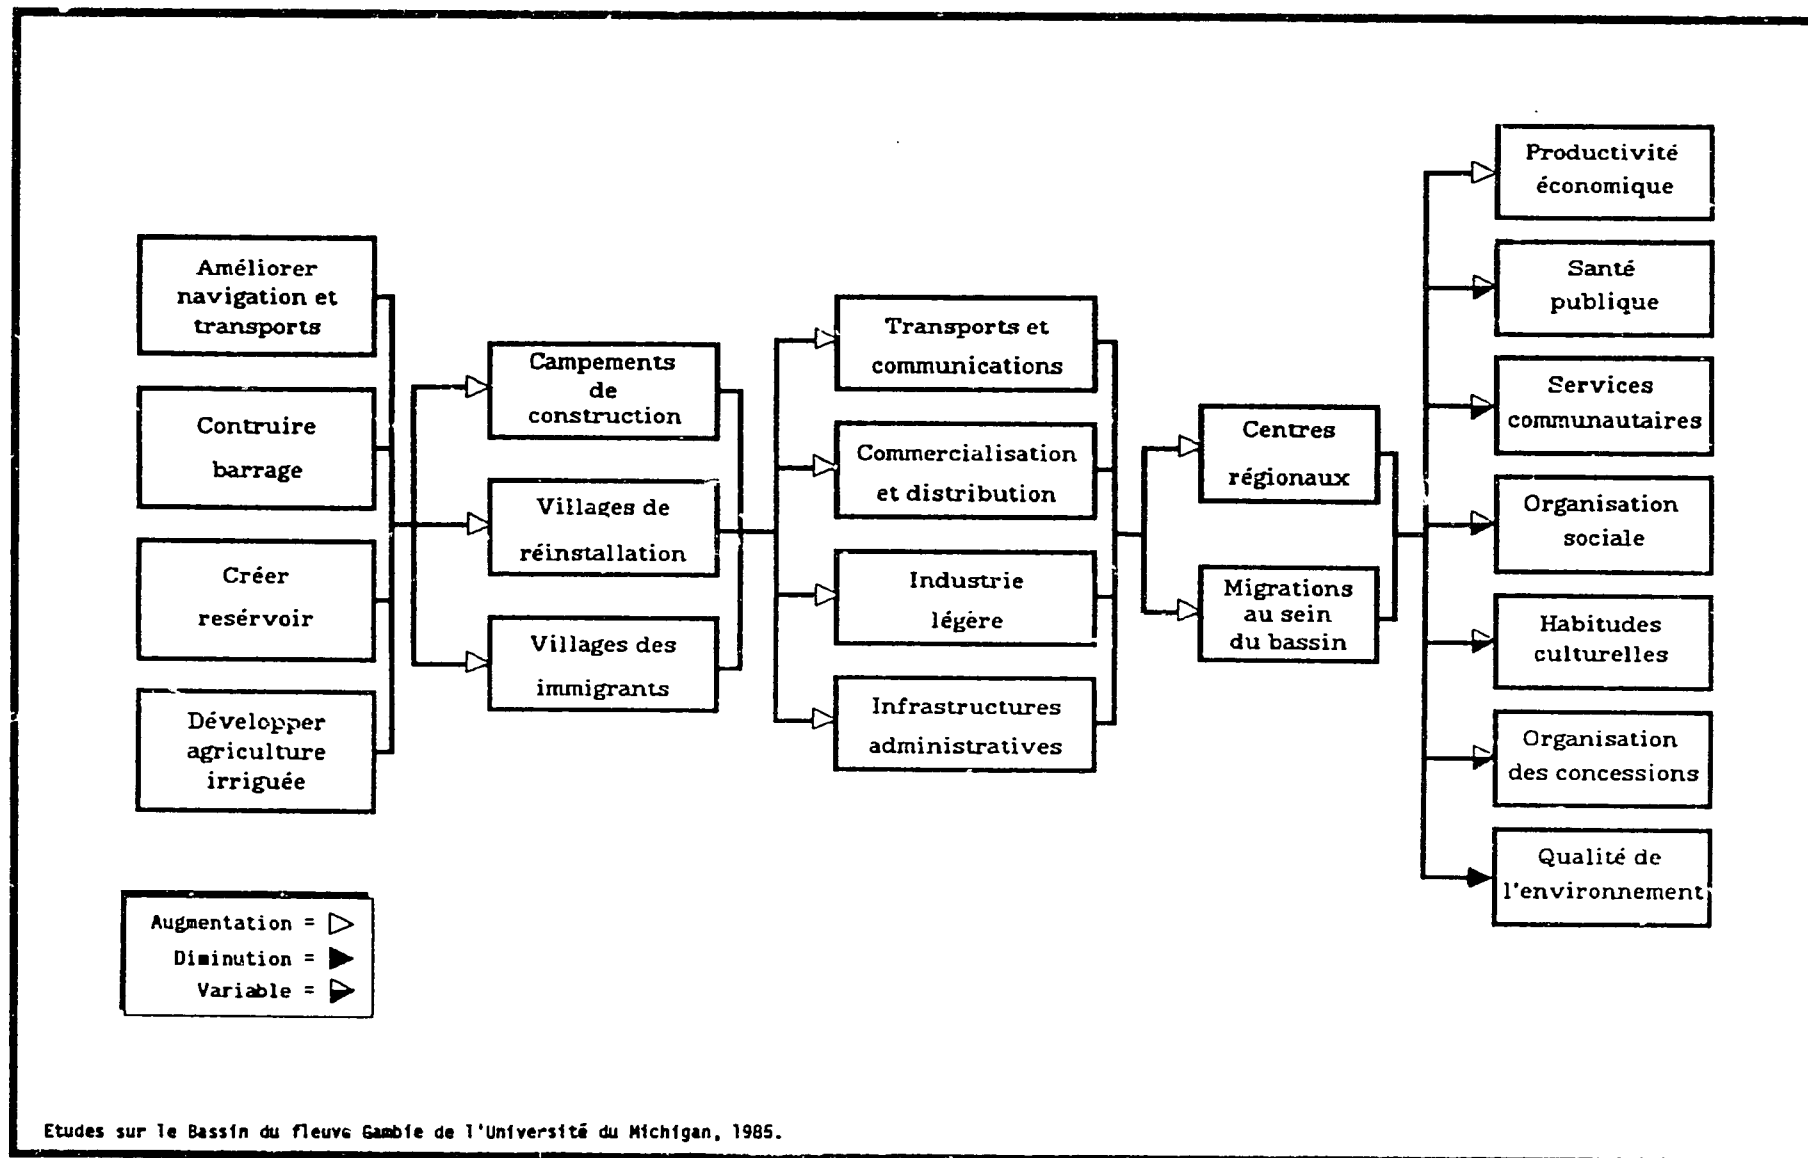 Améliorer
navigation et
transports
Contruire
barrage
Créer
resérvoir
Développer
agriculture
irriguée
Campements
de
construction
Villages de
réinstallation
Villages des
immigrants
Transports et
communications
Commercialisation
et distribution
Industrie
légère
Infrastructures
administratives
Centres
régionaux
Migrations
au sein
du bassin
Productivité
économique
Santé
publique
Services
communautaires
Organisation
sociale
Habitudes
culturelles
Organisation
des concessions
Qualité de
l'environnement
Augmentation =
Diminution =
Variable =
Etudes sur le Bassin du fleuve Gambie de l'Université du Michigan, 1985.